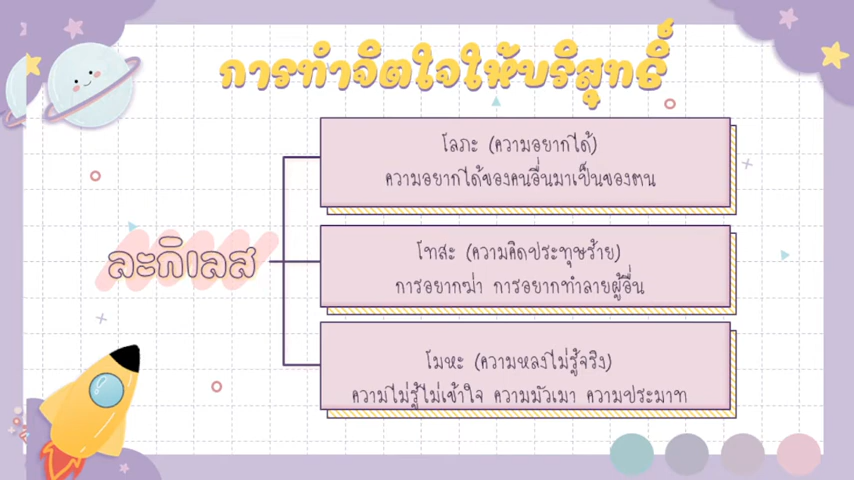 การทำจิตใจให้บริสุทธิ์
ละกิเลส
โลภะ (ความอยากได้)
ความอยากได้ของคนอื่นมาเป็นของตน
โทสะ (ความคิดประทุษร้าย)
การอยากฆ่า การอยากทำลายผู้อื่น
โมหะ (ความหลงไม่รู้จริง)
ความไม่รู้ไม่เข้าใจ ความมัวเมา ความประมาท